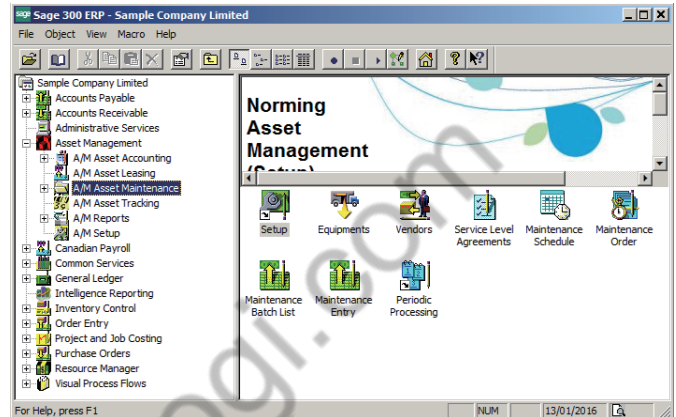 Sage 300 ERP - Sample Company Limited
File Object View Macro Help
Sample Company Limited
Accounts Payable
Accounts Receivable
Administrative Services
Asset Management
A/M Asset Accounting
A/M Asset Leasing
A/M Asset Maintenance
A/M Asset Tracking
A/M Reports
A/M Setup
Canadian Payroll
Common Services
General Ledger
Intelligence Reporting
Inventory Control
Order Entry
Project and Job Costing
Purchase Orders
Resource Manager
Visual Process Flows
Norming
Asset
Management
(Setup)
Setup
Equipments
Vendors
Service Level
Agreements
Maintenance
Schedule
Maintenance
Order
Maintenance
Batch List
Maintenance
Entry
Periodic
Processing
For Help, press F1
NUM
13/01/2016